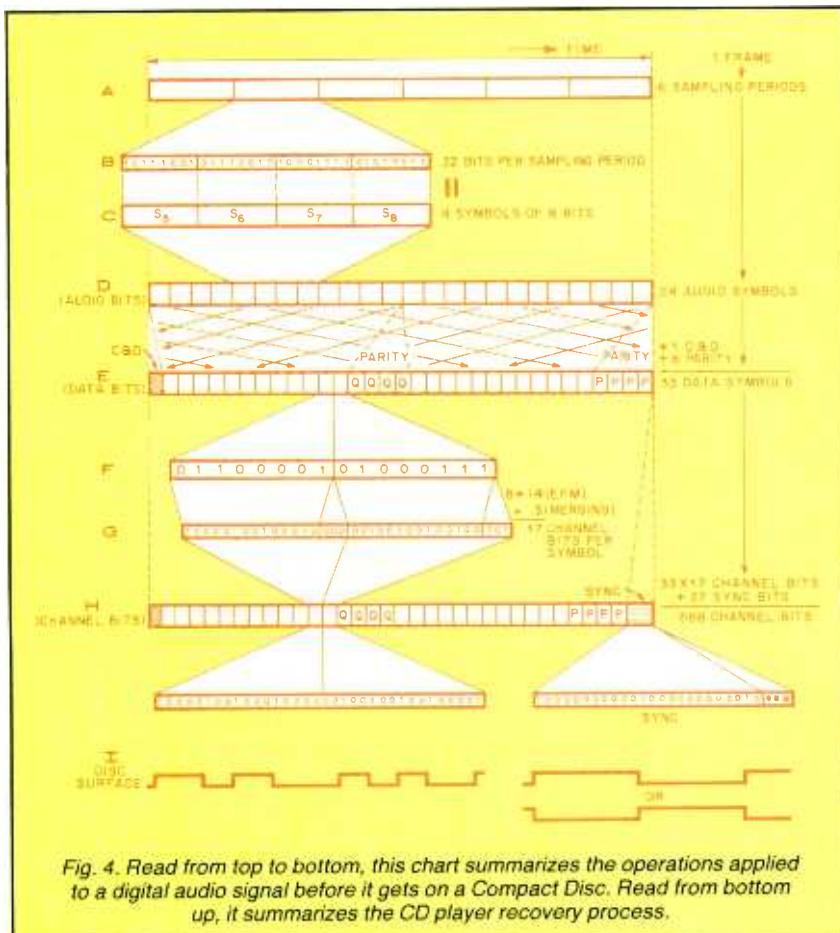 TIME
1 FRAME
A
6 SAMPLING PERIODS
B
32 BITS PER SAMPLING PERIOD
C
S5 S6 S7 S8
4 SYMBOLS OF 8 BITS
D
(AUDIO BITS)
24 AUDIO SYMBOLS
C&D
PARITY
PARITY
+ 1 C&D
+ 8 PARITY
E
(DATA BITS)
Q Q Q Q
P P P P
33 DATA SYMBOLS
F
0 1 1 0 0 0 0 1 0 1 0 0 0 1 1 1
8→14 (EFM)
+ 3 (MERGING)
G
17 CHANNEL
BITS PER
SYMBOL
SYNC
33 X 17 CHANNEL BITS
+ 27 SYNC BITS
H
(CHANNEL BITS)
Q Q Q Q
P P P P
588 CHANNEL BITS
SYNC
I
DISC
SURFACE
OR
Fig. 4. Read from top to bottom, this chart summarizes the operations applied
to a digital audio signal before it gets on a Compact Disc. Read from bottom
up, it summarizes the CD player recovery process.